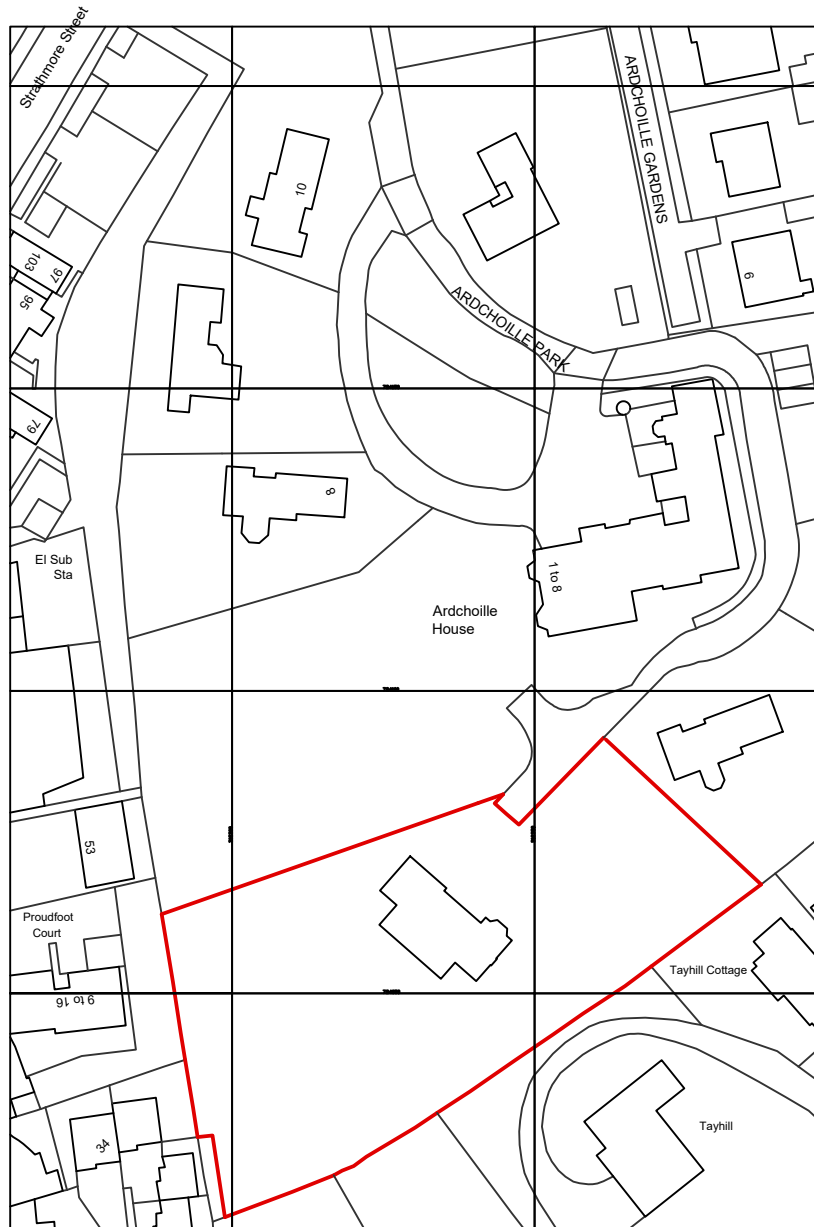 Strathmore Street
ARDCHOILLE GARDENS
10
6
97
103
95
ARDCHOILLE PARK
79
8
El Sub
Sta
1 to 8
Ardchoille
House
53
Proudfoot
Court
Tayhill Cottage
9 to 16
Tayhill
34